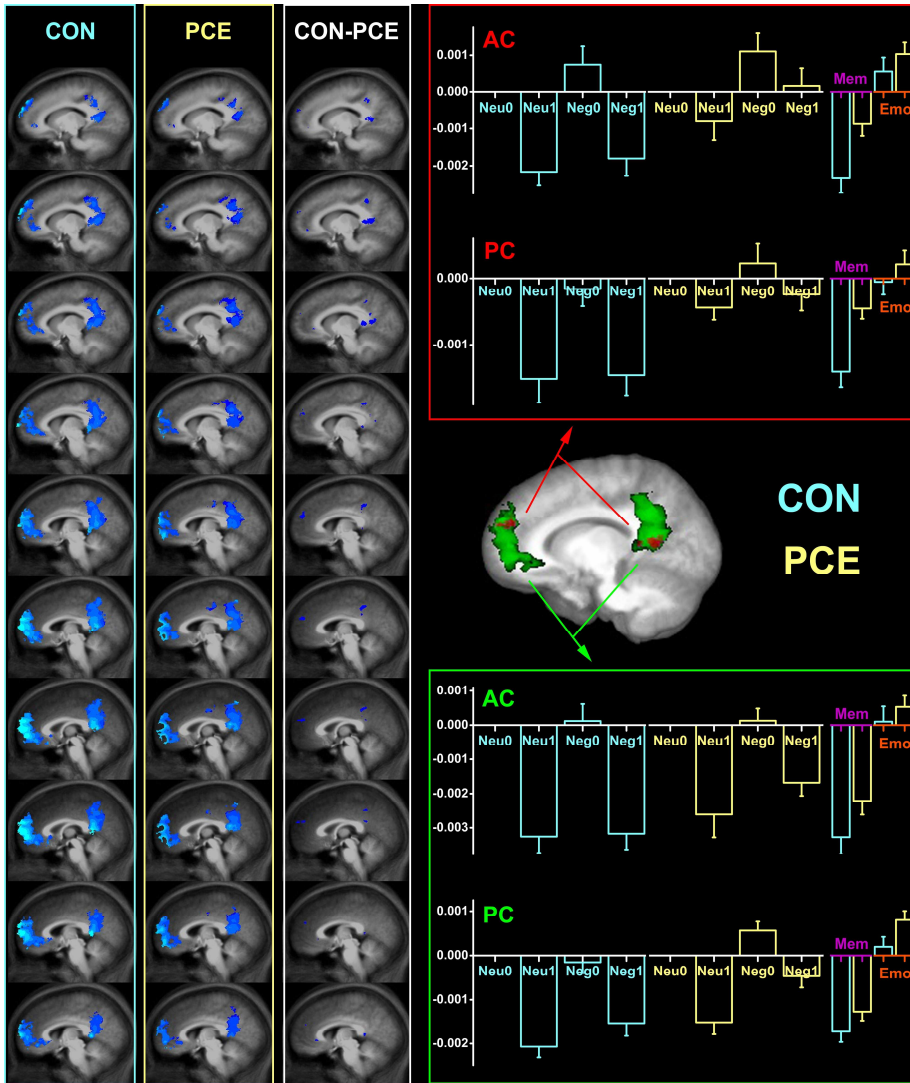 CON PCE CON-PCE
AC
0.001
0.000
-0.001
-0.002
Neu0 Neu1 Neg0 Neg1 Neu0 Neu1 Neg0 Neg1
Mem
Emo
PC
0.000
-0.001
Neu0 Neu1 Neg0 Neg1 Neu0 Neu1 Neg0 Neg1
Mem
Emo
CON
PCE
AC
0.001
0.000
-0.001
-0.002
-0.003
Neu0 Neu1 Neg0 Neg1 Neu0 Neu1 Neg0 Neg1
Mem
Emo
PC
0.001
0.000
-0.001
-0.002
Neu0 Neu1 Neg0 Neg1 Neu0 Neu1 Neg0 Neg1
Mem
Emo